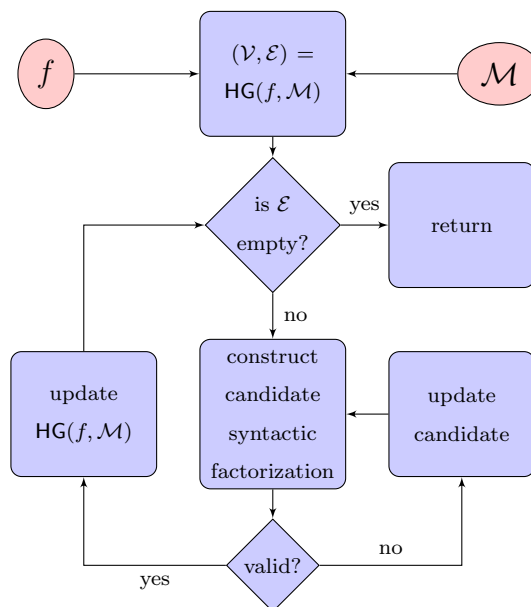 f
(𝒱, ℰ) =
HG(f, ℳ)
ℳ
is ℰ
empty?
yes
return
no
construct
candidate
syntactic
factorization
update
HG(f, ℳ)
update
candidate
valid?
yes
no